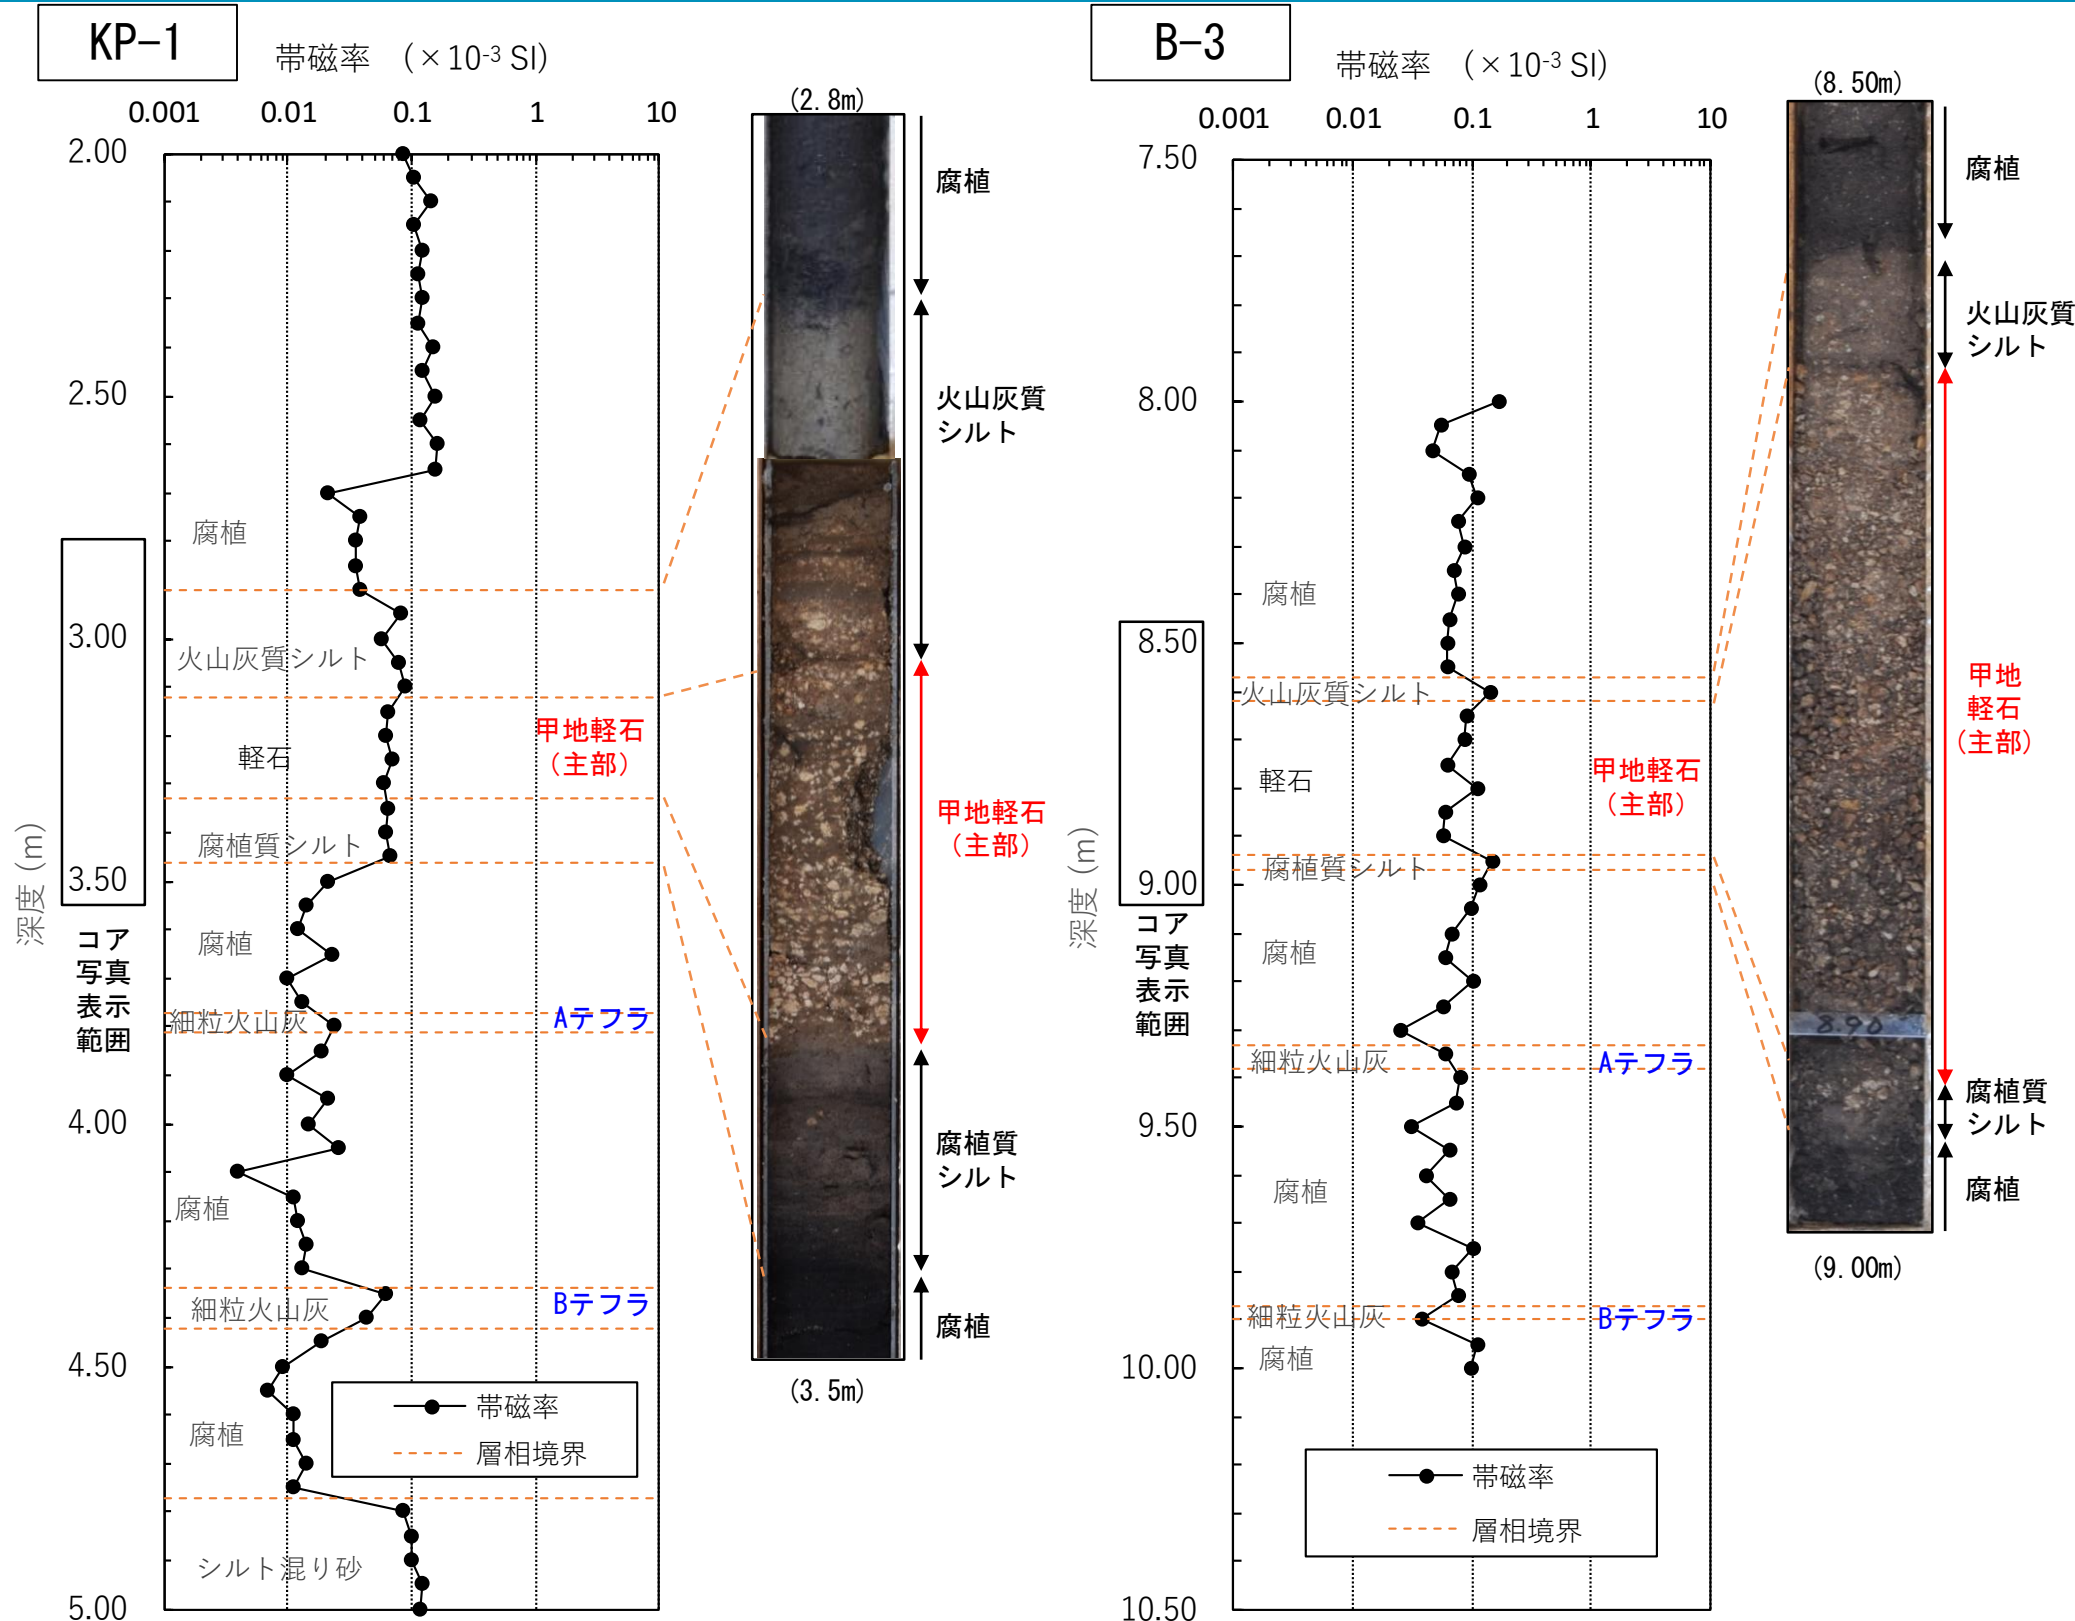 KP−1
帯磁率 （×10-3 SI）
0.001 0.01 0.1 1 10
2.00
2.50
3.00
3.50
4.00
4.50
5.00
深度 (m)
コア
写真
表示
範囲
腐植
火山灰質シルト
軽石
甲地軽石
（主部）
腐植質シルト
腐植
細粒火山灰
Aテフラ
腐植
細粒火山灰
Bテフラ
腐植
シルト混り砂
帯磁率
層相境界
(2.8m)
腐植
火山灰質
シルト
甲地軽石
（主部）
腐植質
シルト
腐植
(3.5m)
B−3
帯磁率 （×10-3 SI）
0.001 0.01 0.1 1 10
7.50
8.00
8.50
9.00
9.50
10.00
10.50
深度 (m)
コア
写真
表示
範囲
腐植
火山灰質シルト
軽石
甲地軽石
（主部）
腐植質シルト
腐植
細粒火山灰
Aテフラ
腐植
細粒火山灰
Bテフラ
腐植
帯磁率
層相境界
(8.50m)
腐植
火山灰質
シルト
甲地
軽石
（主部）
890
腐植質
シルト
腐植
(9.00m)